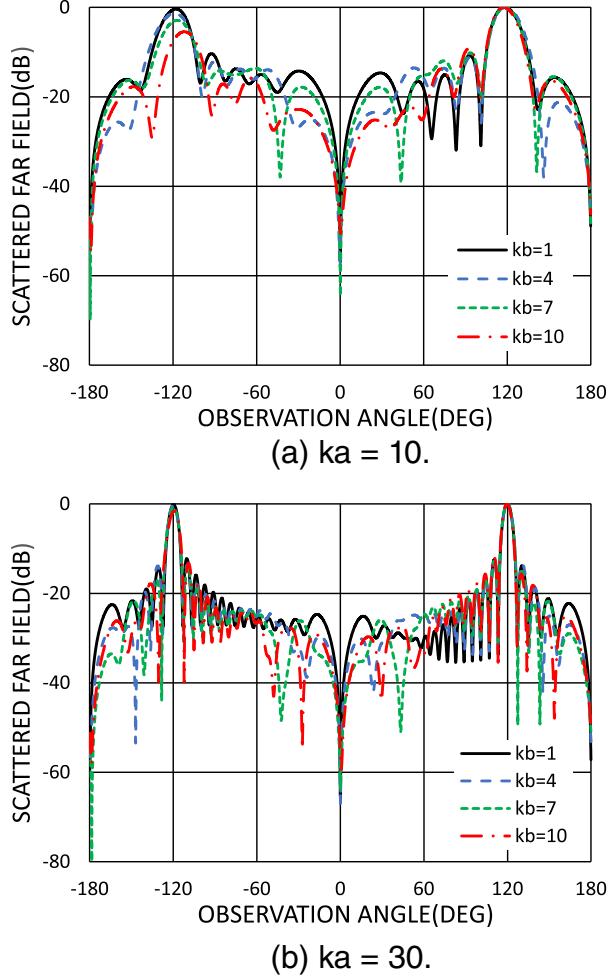 0
-20
-40
-60
-80
SCATTERED FAR FIELD(dB)
kb=1
kb=4
kb=7
kb=10
-180 -120 -60 0 60 120 180
OBSERVATION ANGLE(DEG)
(a) ka = 10.
0
-20
-40
-60
-80
SCATTERED FAR FIELD(dB)
kb=1
kb=4
kb=7
kb=10
-180 -120 -60 0 60 120 180
OBSERVATION ANGLE(DEG)
(b) ka = 30.